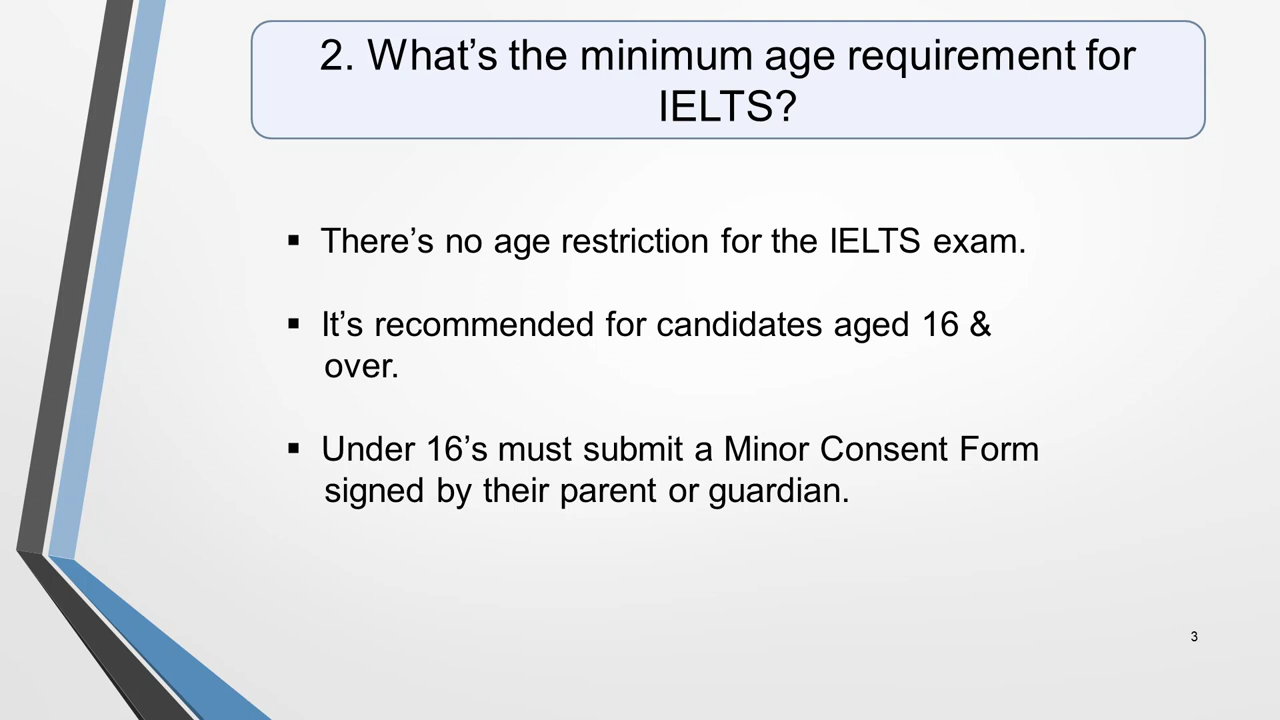 2. What’s the minimum age requirement for
IELTS?
▪ There’s no age restriction for the IELTS exam.
▪ It’s recommended for candidates aged 16 &
over.
▪ Under 16’s must submit a Minor Consent Form
signed by their parent or guardian.
3